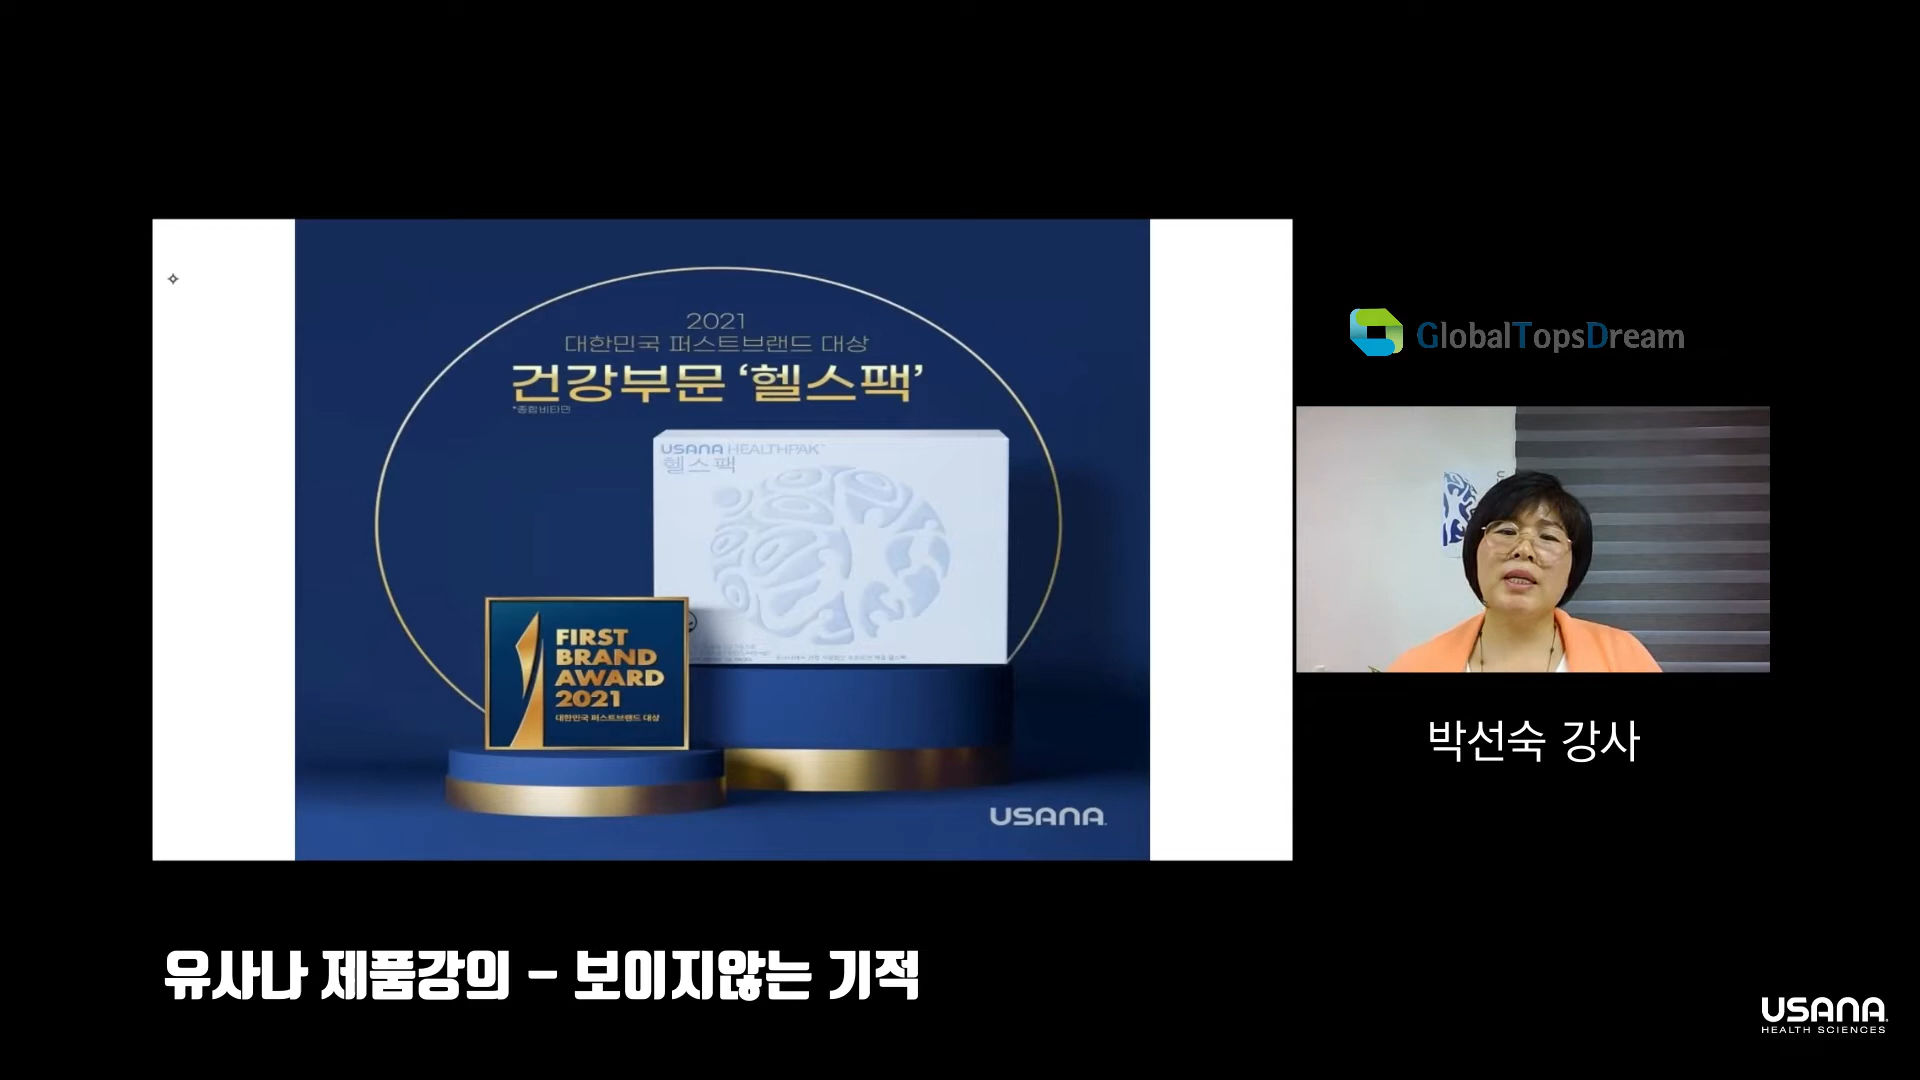 2021
대한민국 퍼스트브랜드 대상
건강부문 ‘헬스팩’
*종합비타민
USANA HEALTHPAK™
헬스팩
FIRST
BRAND
AWARD
2021
대한민국 퍼스트브랜드 대상
USANA
GlobalTopsDream
박선숙 강사
유사나 제품강의 – 보이지않는 기적
USANA
HEALTH SCIENCES